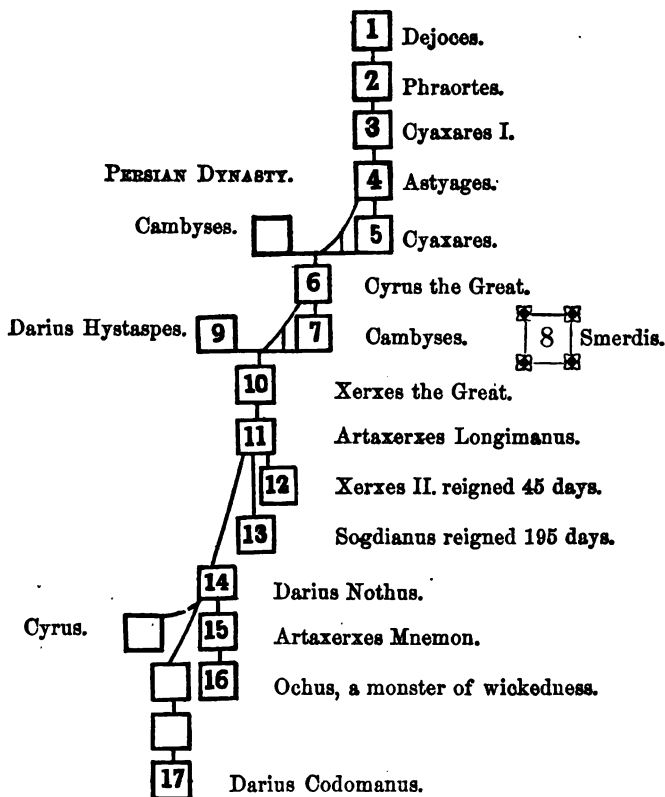 1 Dejoces.
2 Phraortes.
3 Cyaxares I.
PERSIAN DYNASTY.
4 Astyages.
Cambyses.
5 Cyaxares.
6 Cyrus the Great.
Darius Hystaspes. 9
7 Cambyses.
8 Smerdis.
10 Xerxes the Great.
11 Artaxerxes Longimanus.
12 Xerxes II. reigned 45 days.
13 Sogdianus reigned 195 days.
14 Darius Nothus.
Cyrus.
15 Artaxerxes Mnemon.
16 Ochus, a monster of wickedness.
17 Darius Codomanus.